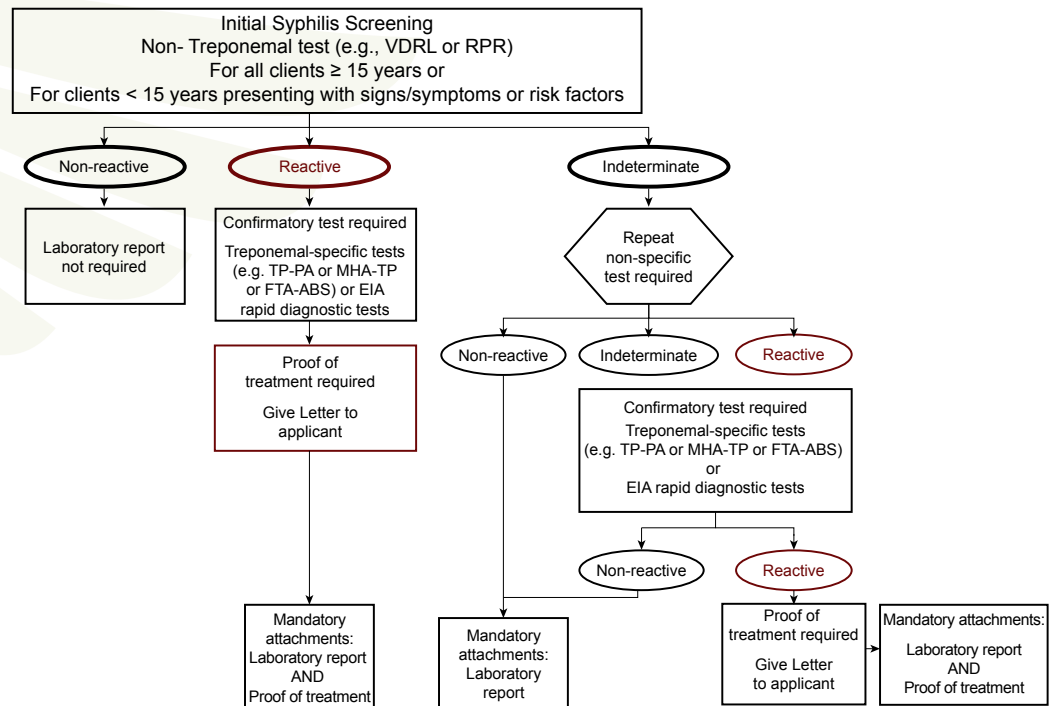 Initial Syphilis Screening
Non- Treponemal test (e.g., VDRL or RPR)
For all clients ≥ 15 years or
For clients < 15 years presenting with signs/symptoms or risk factors
Non-reactive
Reactive
Indeterminate
Laboratory report
not required
Confirmatory test required
Treponemal-specific tests
(e.g. TP-PA or MHA-TP
or FTA-ABS) or EIA
rapid diagnostic tests
Repeat
non-specific
test required
Proof of
treatment required
Give Letter to
applicant
Non-reactive
Indeterminate
Reactive
Confirmatory test required
Treponemal-specific tests
(e.g. TP-PA or MHA-TP or FTA-ABS)
or
EIA rapid diagnostic tests
Non-reactive
Reactive
Mandatory
attachments:
Laboratory report
AND
Proof of treatment
Mandatory
attachments:
Laboratory
report
Proof of
treatment required
Give Letter
to applicant
Mandatory attachments:
Laboratory report
AND
Proof of treatment